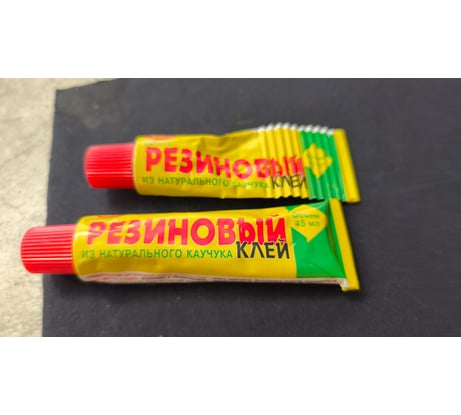 РЕЗИНОВЫЙ
ИЗ НАТУРАЛЬНОГО КАУЧУКА
КЛЕЙ
РЕЗИНОВЫЙ
ИЗ НАТУРАЛЬНОГО КАУЧУКА
КЛЕЙ
45 мл